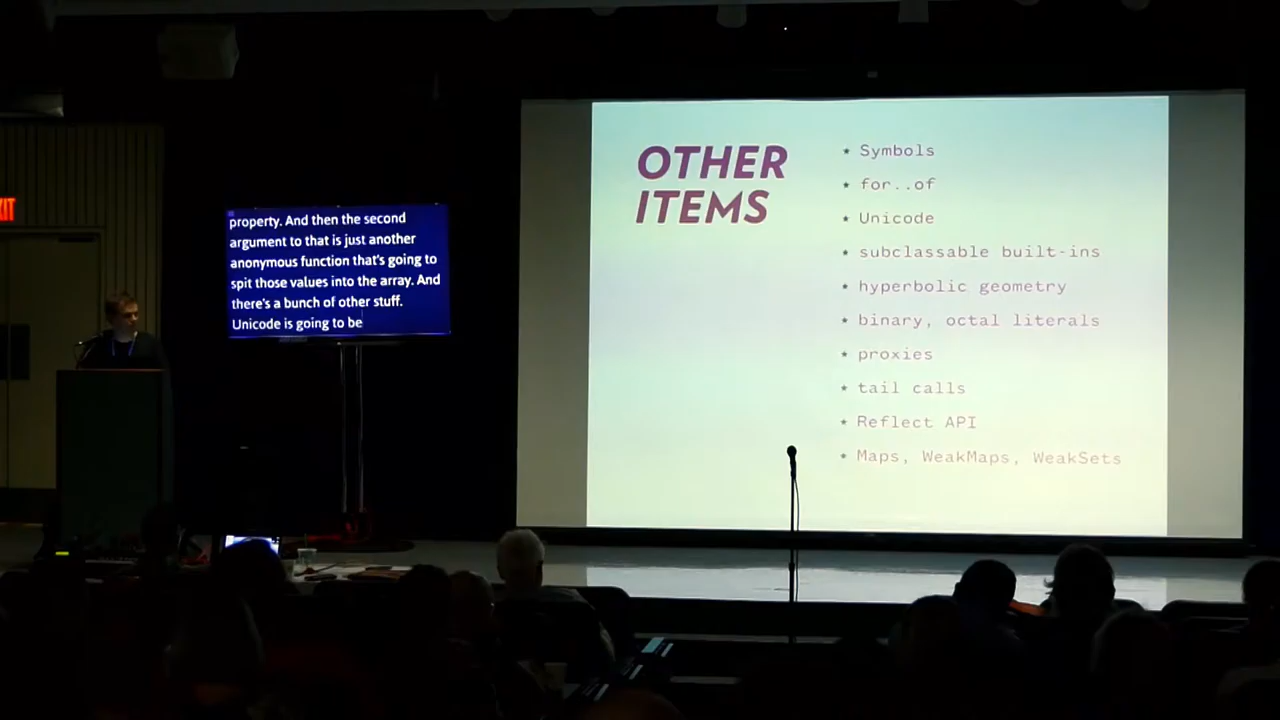 XIT
property. And then the second
argument to that is just another
anonymous function that's going to
spit those values into the array. And
there's a bunch of other stuff.
Unicode is going to be
OTHER
ITEMS
* Symbols
* for..of
* Unicode
* subclassable built-ins
* hyperbolic geometry
* binary, octal literals
* proxies
* tail calls
* Reflect API
* Maps, WeakMaps, WeakSets